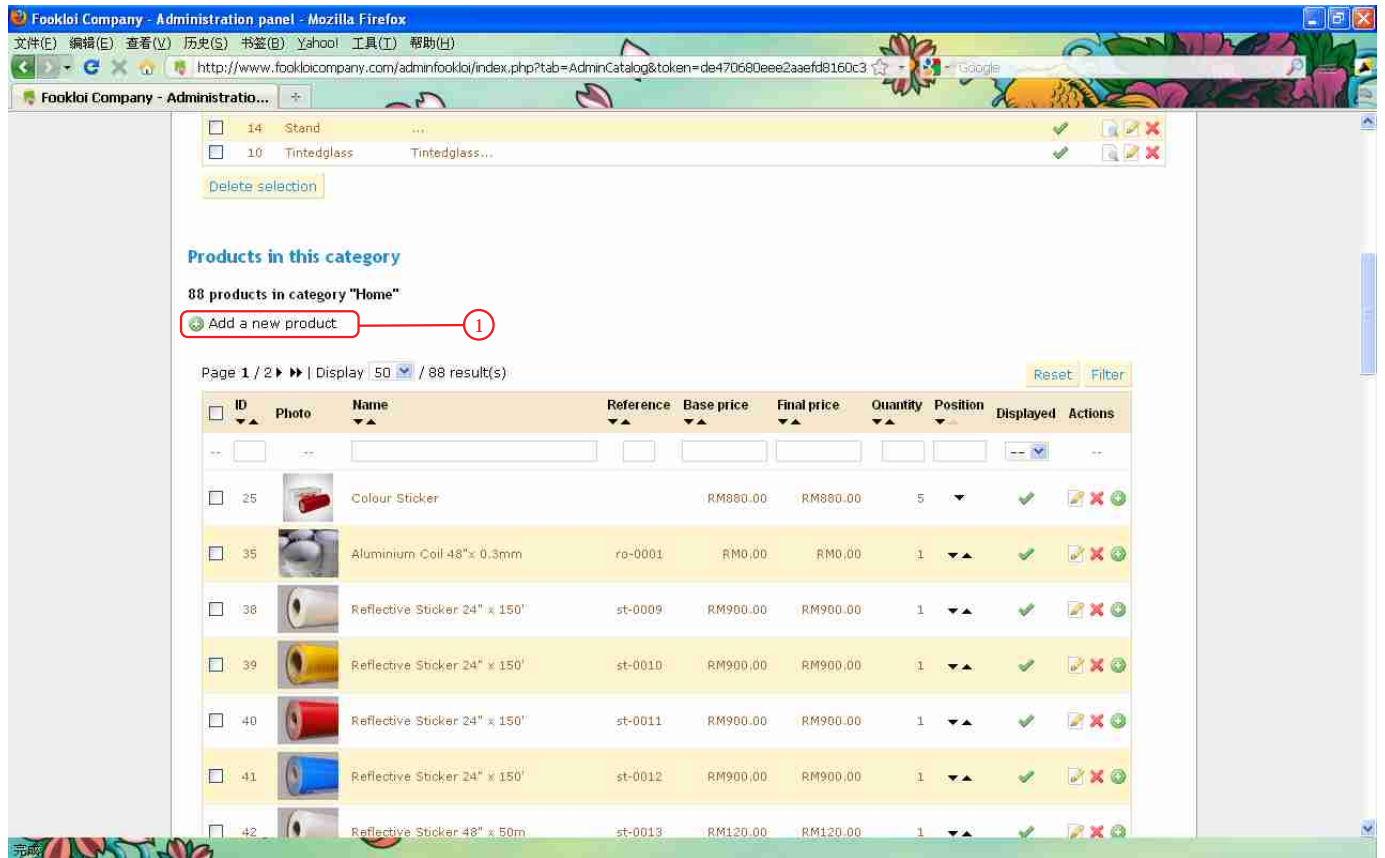 Fookloi Company - Administration panel - Mozilla Firefox
文件(F) 编辑(E) 查看(V) 历史(S) 书签(B) Yahoo! 工具(T) 帮助(H)
http://www.fookloicompany.com/adminfookloi/index.php?tab=AdminCatalog&token=de470680eee2aaefd8160c3 Google
Fookloi Company - Administratio...
14 Stand ...
10 Tintedglass Tintedglass...
Delete selection
Products in this category
88 products in category "Home"
Add a new product 1
Page 1 / 2 | Display 50 / 88 result(s) Reset Filter
ID Photo Name Reference Base price Final price Quantity Position Displayed Actions
-- -- -- --
25 Colour Sticker RM880.00 RM880.00 5
35 Aluminium Coil 48"x 0.3mm ro-0001 RM0.00 RM0.00 1
38 Reflective Sticker 24" x 150' st-0009 RM900.00 RM900.00 1
39 Reflective Sticker 24" x 150' st-0010 RM900.00 RM900.00 1
40 Reflective Sticker 24" x 150' st-0011 RM900.00 RM900.00 1
41 Reflective Sticker 24" x 150' st-0012 RM900.00 RM900.00 1
42 Reflective Sticker 48" x 50m st-0013 RM120.00 RM120.00 1
完成